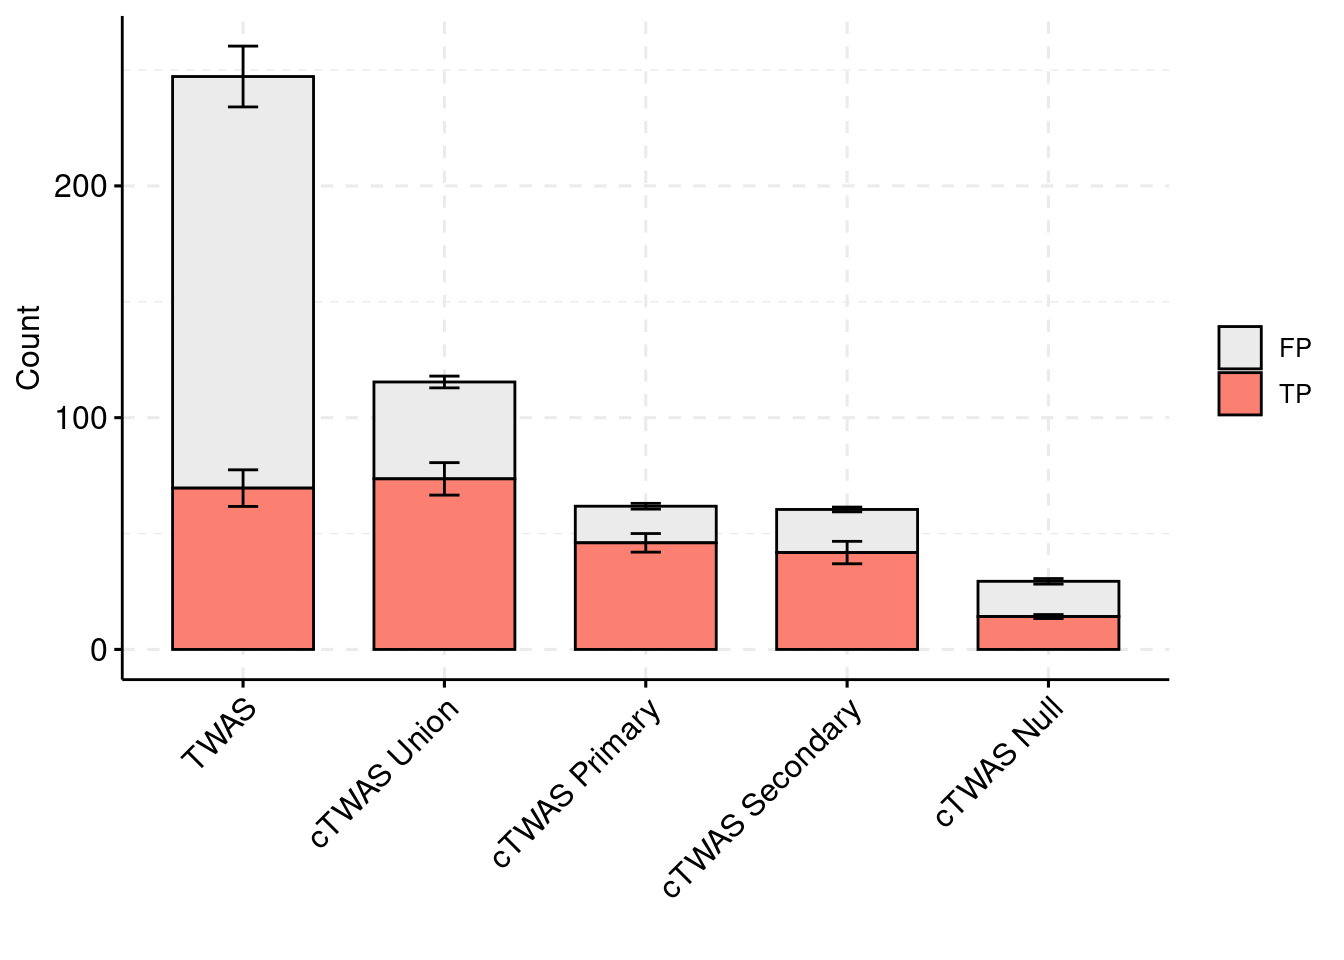 Count
200
100
0
TWAS
cTWAS Union
cTWAS Primary
cTWAS Secondary
cTWAS Null
FP
TP